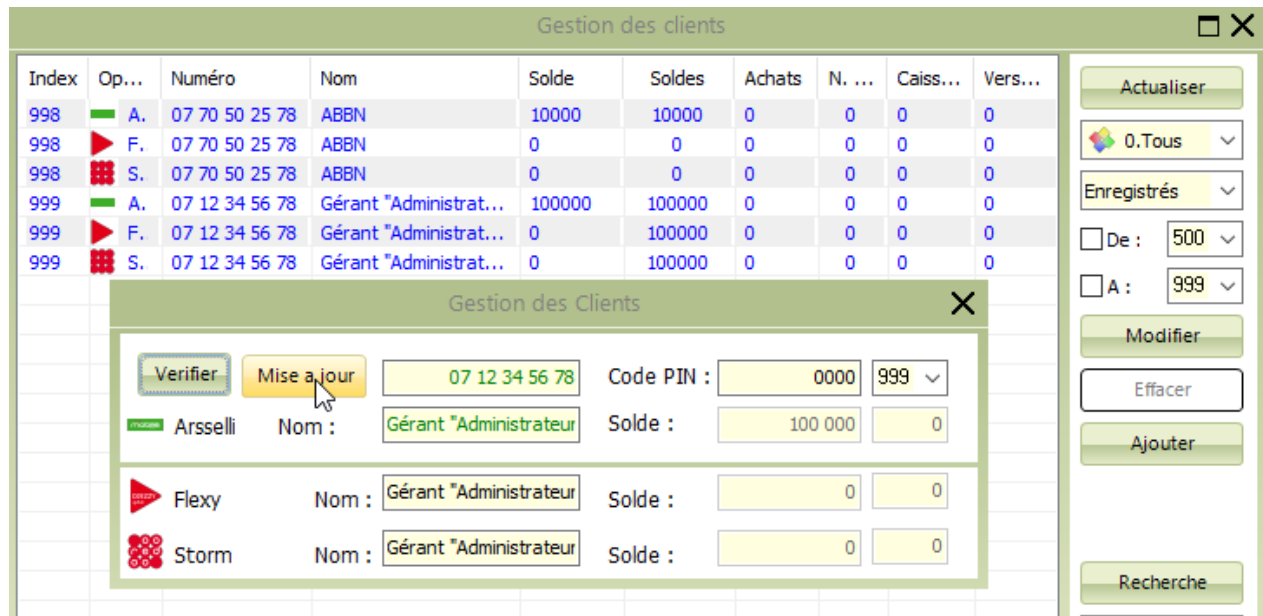 Gestion des clients
Index Op... Numéro Nom Solde Soldes Achats N. ... Caiss... Vers...
998 A. 07 70 50 25 78 ABBN 10000 10000 0 0 0 0
998 F. 07 70 50 25 78 ABBN 0 0 0 0 0 0
998 S. 07 70 50 25 78 ABBN 0 0 0 0 0 0
999 A. 07 12 34 56 78 Gérant "Administrat... 100000 100000 0 0 0 0
999 F. 07 12 34 56 78 Gérant "Administrat... 0 100000 0 0 0 0
999 S. 07 12 34 56 78 Gérant "Administrat... 0 100000 0 0 0 0
Actualiser
0.Tous
Enregistrés
De : 500
A : 999
Modifier
Effacer
Ajouter
Recherche
Gestion des Clients
Verifier Mise a jour 07 12 34 56 78 Code PIN : 0000 999
Arsselli Nom : Gérant "Administrateur Solde : 100 000 0
Flexy Nom : Gérant "Administrateur Solde : 0 0
Storm Nom : Gérant "Administrateur Solde : 0 0